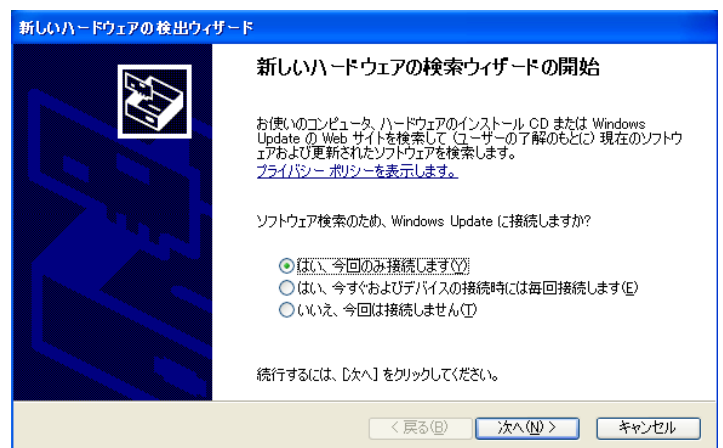 新しいハードウェアの検出ウィザード
新しいハードウェアの検索ウィザードの開始
お使いのコンピュータ、ハードウェアのインストール CD または Windows
Update の Web サイトを検索して (ユーザーの了解のもとに) 現在のソフトウ
ェアおよび更新されたソフトウェアを検索します。
プライバシー ポリシーを表示します。
ソフトウェア検索のため、Windows Update に接続しますか?
はい、今回のみ接続します(Y)
はい、今すぐおよびデバイスの接続時には毎回接続します(E)
いいえ、今回は接続しません(T)
続行するには、[次へ] をクリックしてください。
< 戻る(B)
次へ(N) >
キャンセル